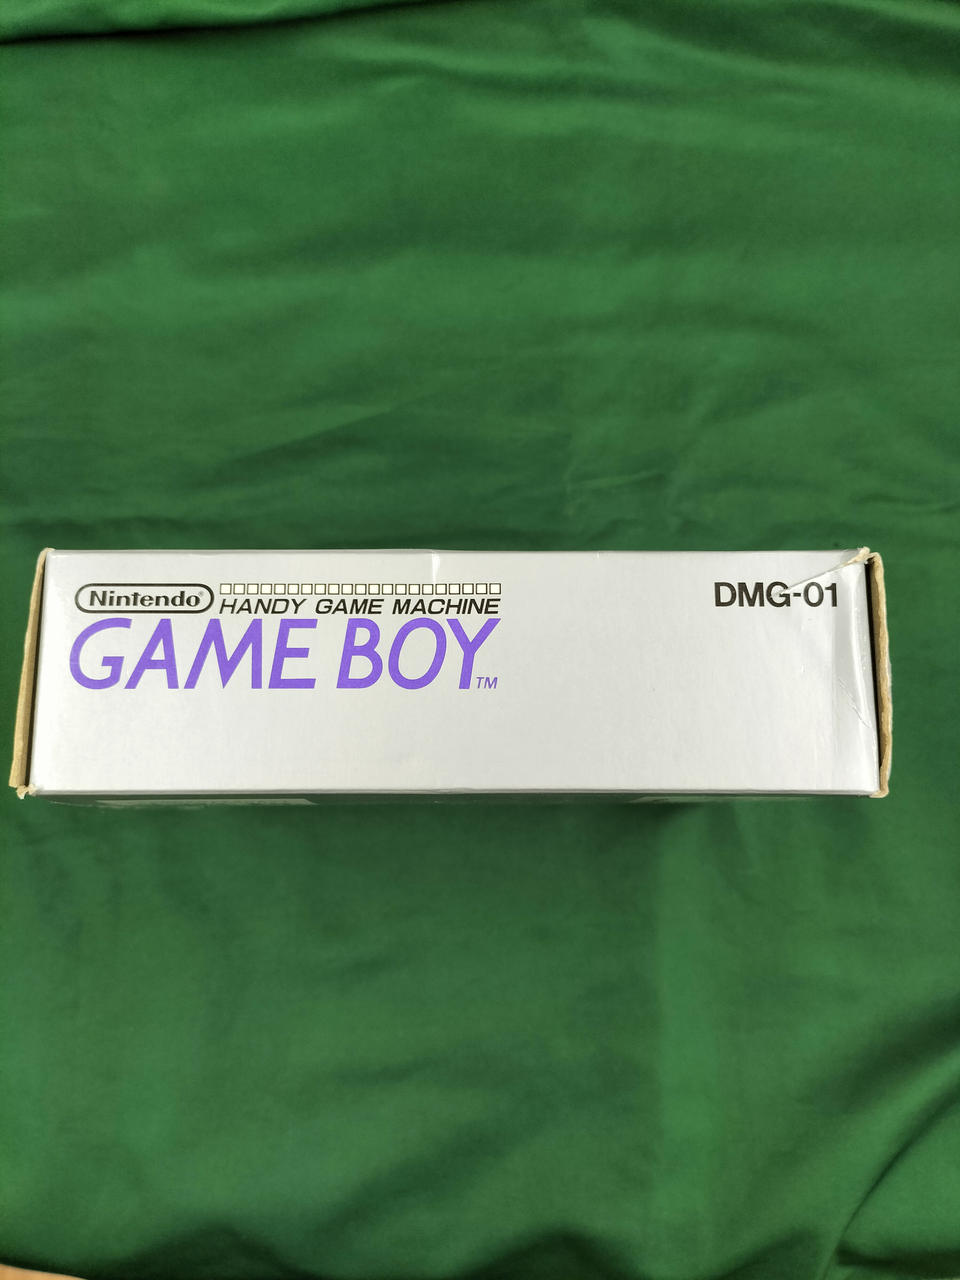 Nintendo®
HANDY GAME MACHINE
GAME BOY™
DMG-01